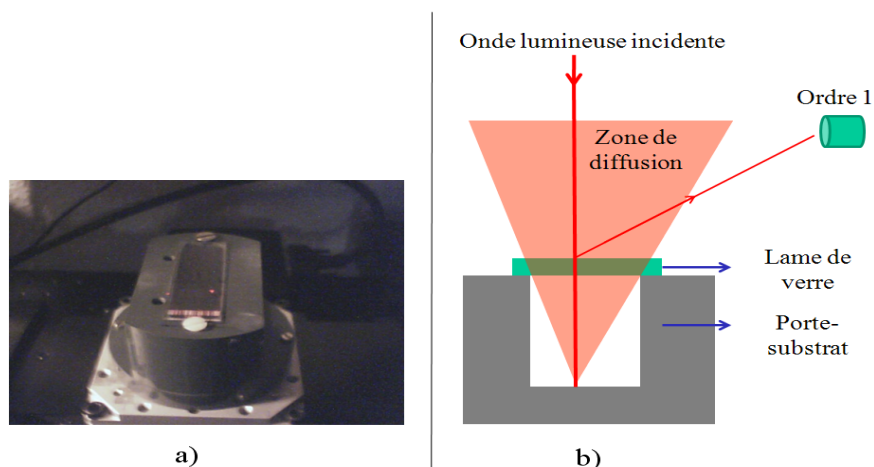 Onde lumineuse incidente
Ordre 1
Zone de
diffusion
Lame de
verre
Porte-
substrat
a)
b)